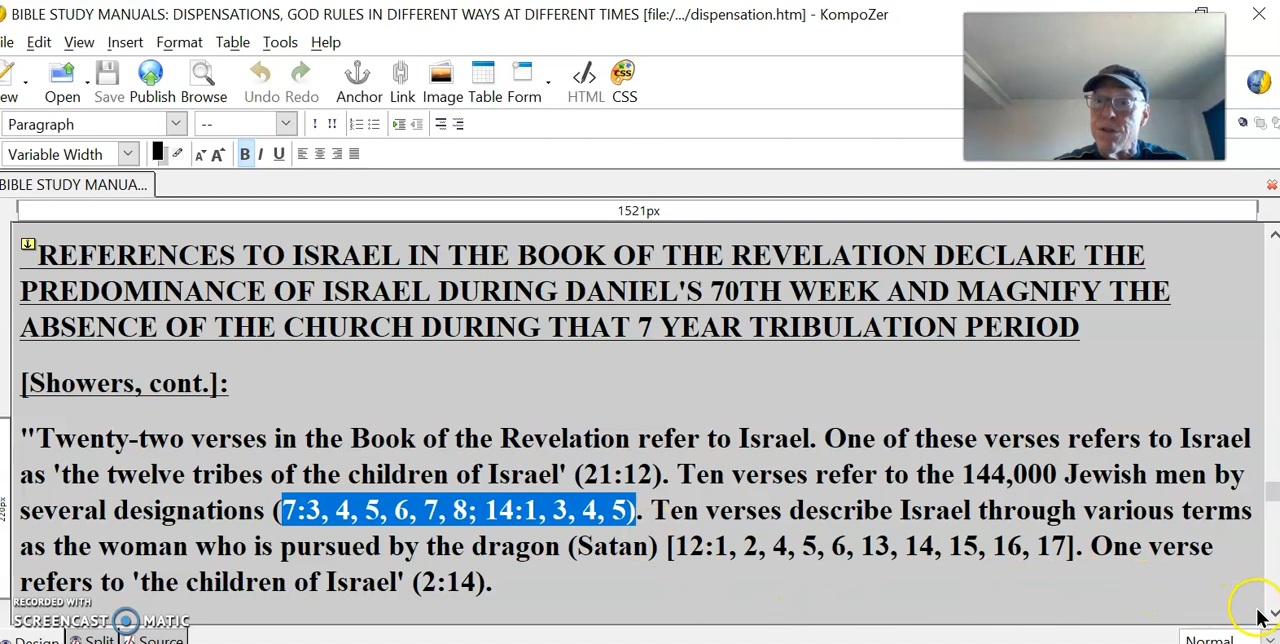 BIBLE STUDY MANUALS: DISPENSATIONS, GOD RULES IN DIFFERENT WAYS AT DIFFERENT TIMES [file:/.../dispensation.htm] - KompoZer
ile Edit View Insert Format Table Tools Help
ew Open Save Publish Browse Undo Redo Anchor Link Image Table Form HTML CSS
Paragraph --
Variable Width B I U
BIBLE STUDY MANUA...
1521px
REFERENCES TO ISRAEL IN THE BOOK OF THE REVELATION DECLARE THE
PREDOMINANCE OF ISRAEL DURING DANIEL'S 70TH WEEK AND MAGNIFY THE
ABSENCE OF THE CHURCH DURING THAT 7 YEAR TRIBULATION PERIOD
[Showers, cont.]:
"Twenty-two verses in the Book of the Revelation refer to Israel. One of these verses refers to Israel
as 'the twelve tribes of the children of Israel' (21:12). Ten verses refer to the 144,000 Jewish men by
several designations (7:3, 4, 5, 6, 7, 8; 14:1, 3, 4, 5). Ten verses describe Israel through various terms
as the woman who is pursued by the dragon (Satan) [12:1, 2, 4, 5, 6, 13, 14, 15, 16, 17]. One verse
refers to 'the children of Israel' (2:14).
RECORDED WITH
SCREENCAST MATIC
Design Split Source Normal